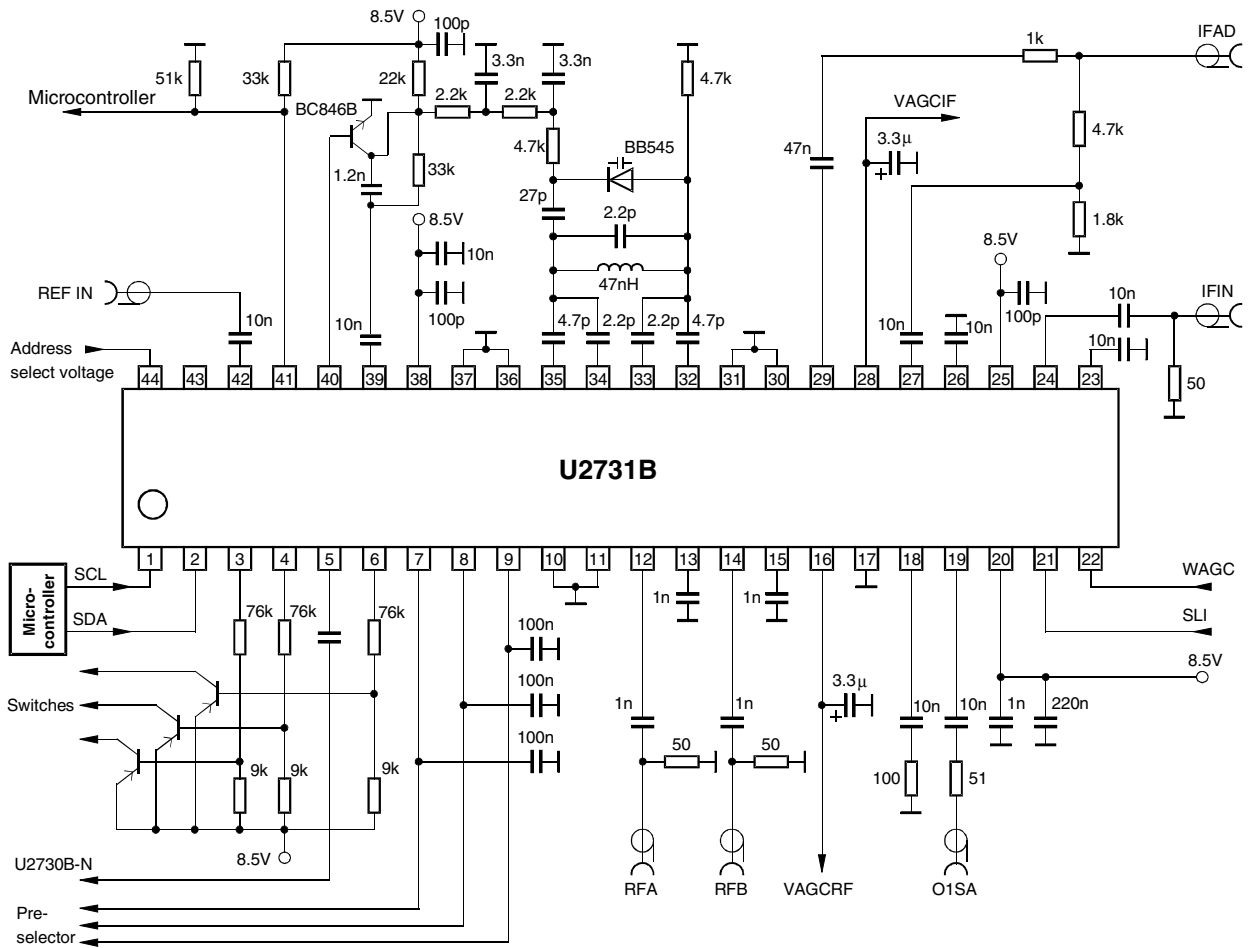 8.5V
100p
IFAD
1k
3.3n
3.3n
51k
33k
22k
4.7k
Microcontroller
BC846B
2.2k
2.2k
VAGCIF
4.7k
4.7k
BB545
47n
3.3µ
+
1.2n
33k
27p
2.2p
1.8k
8.5V
8.5V
10n
47nH
REF IN
10n
IFIN
10n
100p
10n
4.7p
2.2p
2.2p
4.7p
10n
10n
100p
10n
Address
select voltage
50
44 43 42 41 40 39 38 37 36 35 34 33 32 31 30 29 28 27 26 25 24 23
U2731B
1 2 3 4 5 6 7 8 9 10 11 12 13 14 15 16 17 18 19 20 21 22
Micro-
controller
SCL
SDA
WAGC
SLI
76k
76k
76k
1n
1n
100n
8.5V
100n
3.3µ
+
Switches
1n
1n
10n
10n
1n
220n
100n
50
50
9k
9k
9k
100
51
8.5V
U2730B-N
RFA
RFB
VAGCRF
O1SA
Pre-
selector